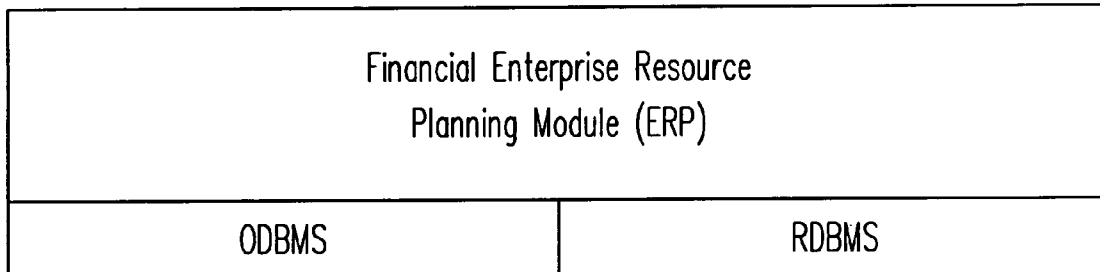 Financial Enterprise Resource
Planning Module (ERP)
ODBMS
RDBMS